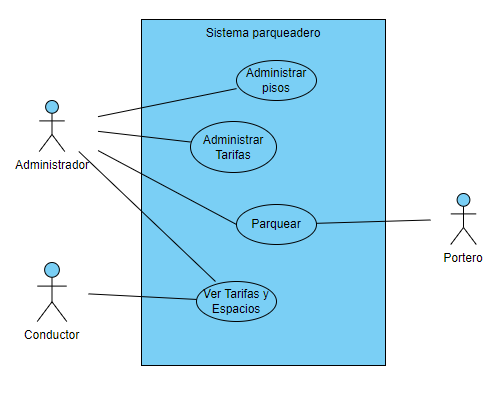 Sistema parqueadero
Administrar
pisos
Administrar
Tarifas
Administrador
Parquear
Portero
Ver Tarifas y
Espacios
Conductor